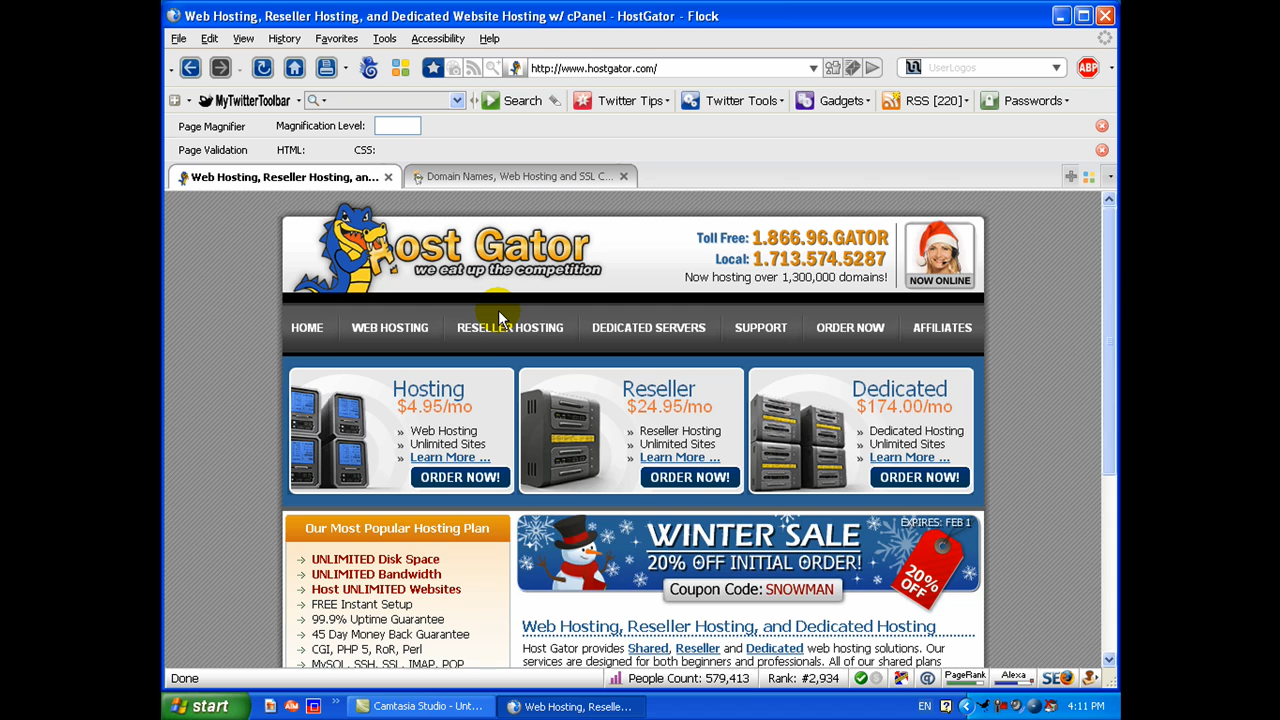 Web Hosting, Reseller Hosting, and Dedicated Website Hosting w/ cPanel - HostGator - Flock
File Edit View History Favorites Tools Accessibility Help
http://www.hostgator.com/ UserLogos ABP
MyTwitterToolbar Search Twitter Tips Twitter Tools Gadgets RSS [220] Passwords
Page Magnifier Magnification Level:
Page Validation HTML: CSS:
Web Hosting, Reseller Hosting, an... Domain Names, Web Hosting and SSL C...
Host Gator
we eat up the competition
Toll Free: 1.866.96.GATOR
Local: 1.713.574.5287
Now hosting over 1,300,000 domains!
NOW ONLINE
HOME WEB HOSTING RESELLER HOSTING DEDICATED SERVERS SUPPORT ORDER NOW AFFILIATES
Hosting
$4.95/mo
» Web Hosting
» Unlimited Sites
» Learn More ...
ORDER NOW!
Reseller
$24.95/mo
» Reseller Hosting
» Unlimited Sites
» Learn More ...
ORDER NOW!
Dedicated
$174.00/mo
» Dedicated Hosting
» Unlimited Sites
» Learn More ...
ORDER NOW!
Our Most Popular Hosting Plan
UNLIMITED Disk Space
UNLIMITED Bandwidth
Host UNLIMITED Websites
FREE Instant Setup
99.9% Uptime Guarantee
45 Day Money Back Guarantee
CGI, PHP 5, RoR, Perl
MySQL, SSH, SSL, IMAP, POP
EXPIRES: FEB 1
WINTER SALE
20% OFF INITIAL ORDER!
Coupon Code: SNOWMAN
20% OFF
Web Hosting, Reseller Hosting, and Dedicated Hosting
Host Gator provides Shared, Reseller and Dedicated web hosting solutions. Our
services are designed for both beginners and professionals. All of our shared plans
Done People Count: 579,413 Rank: #2,934 PageRank Alexa SEO
start Camtasia Studio - Unt... Web Hosting, Reselle... EN 4:11 PM